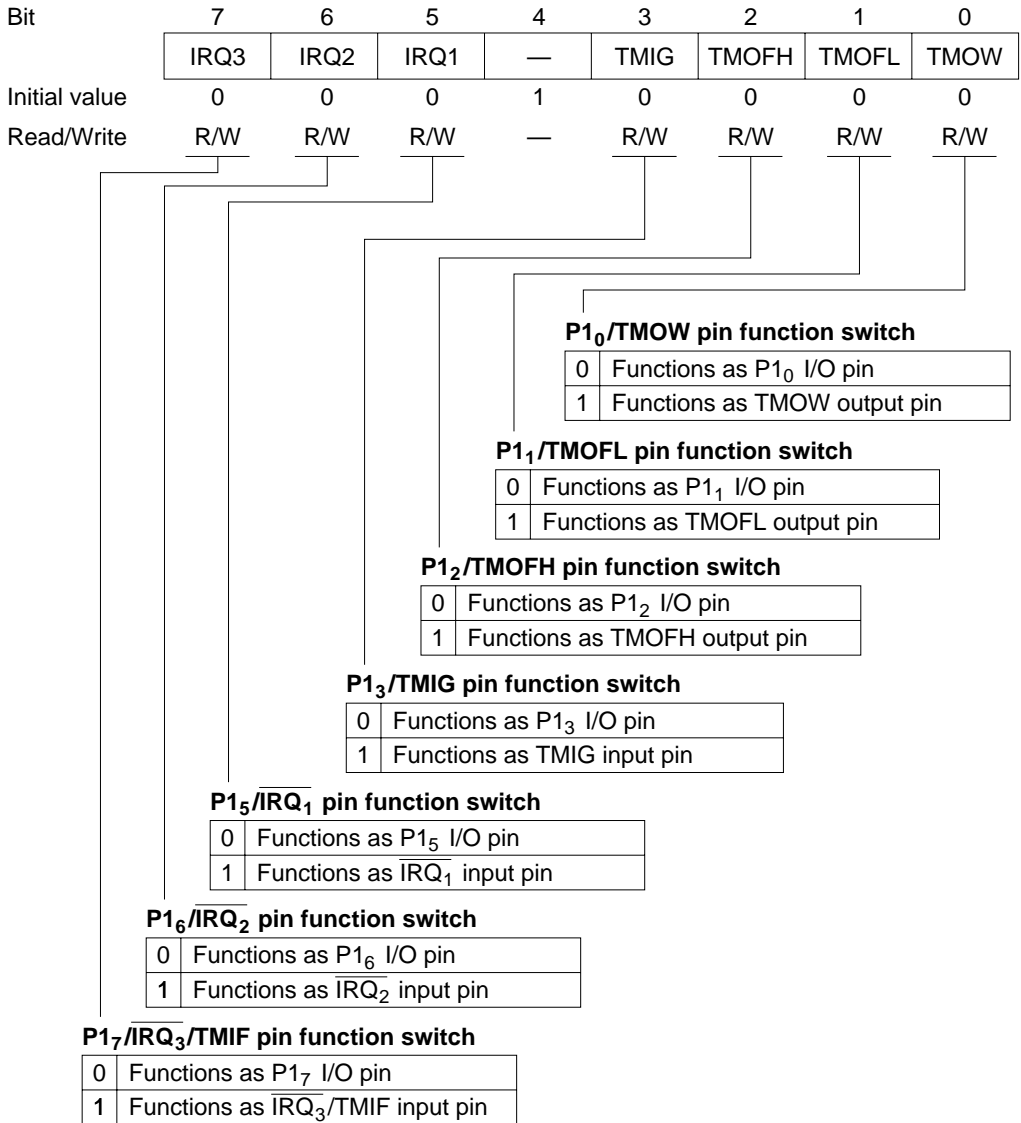 Bit 7 6 5 4 3 2 1 0
IRQ3 IRQ2 IRQ1 — TMIG TMOFH TMOFL TMOW
Initial value 0 0 0 1 0 0 0 0
Read/Write R/W R/W R/W — R/W R/W R/W R/W
P1₀/TMOW pin function switch
0 Functions as P1₀ I/O pin
1 Functions as TMOW output pin
P1₁/TMOFL pin function switch
0 Functions as P1₁ I/O pin
1 Functions as TMOFL output pin
P1₂/TMOFH pin function switch
0 Functions as P1₂ I/O pin
1 Functions as TMOFH output pin
P1₃/TMIG pin function switch
0 Functions as P1₃ I/O pin
1 Functions as TMIG input pin
P1₅/I̅R̅Q̅₁̅ pin function switch
0 Functions as P1₅ I/O pin
1 Functions as I̅R̅Q̅₁̅ input pin
P1₆/I̅R̅Q̅₂̅ pin function switch
0 Functions as P1₆ I/O pin
1 Functions as I̅R̅Q̅₂̅ input pin
P1₇/I̅R̅Q̅₃̅/TMIF pin function switch
0 Functions as P1₇ I/O pin
1 Functions as I̅R̅Q̅₃̅/TMIF input pin